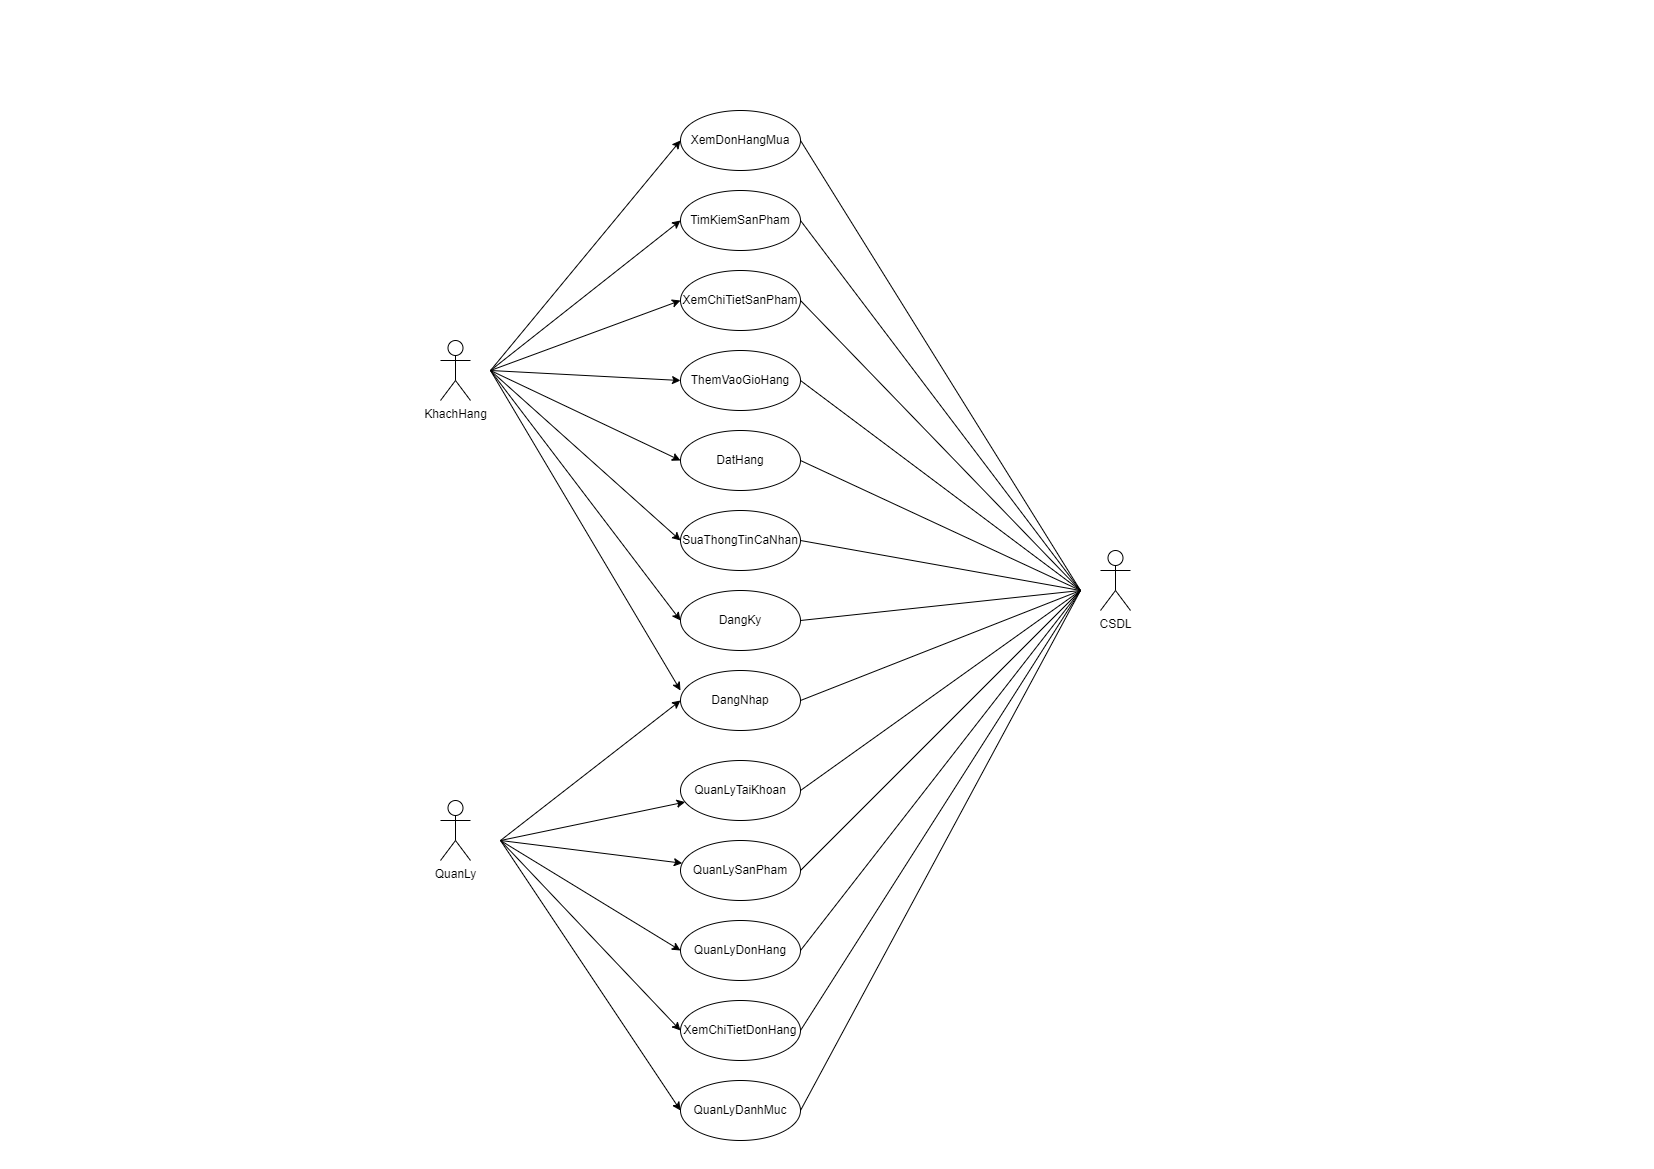 XemDonHangMua
TimKiemSanPham
XemChiTietSanPham
ThemVaoGioHang
KhachHang
DatHang
SuaThongTinCaNhan
DangKy
CSDL
DangNhap
QuanLyTaiKhoan
QuanLySanPham
QuanLy
QuanLyDonHang
XemChiTietDonHang
QuanLyDanhMuc